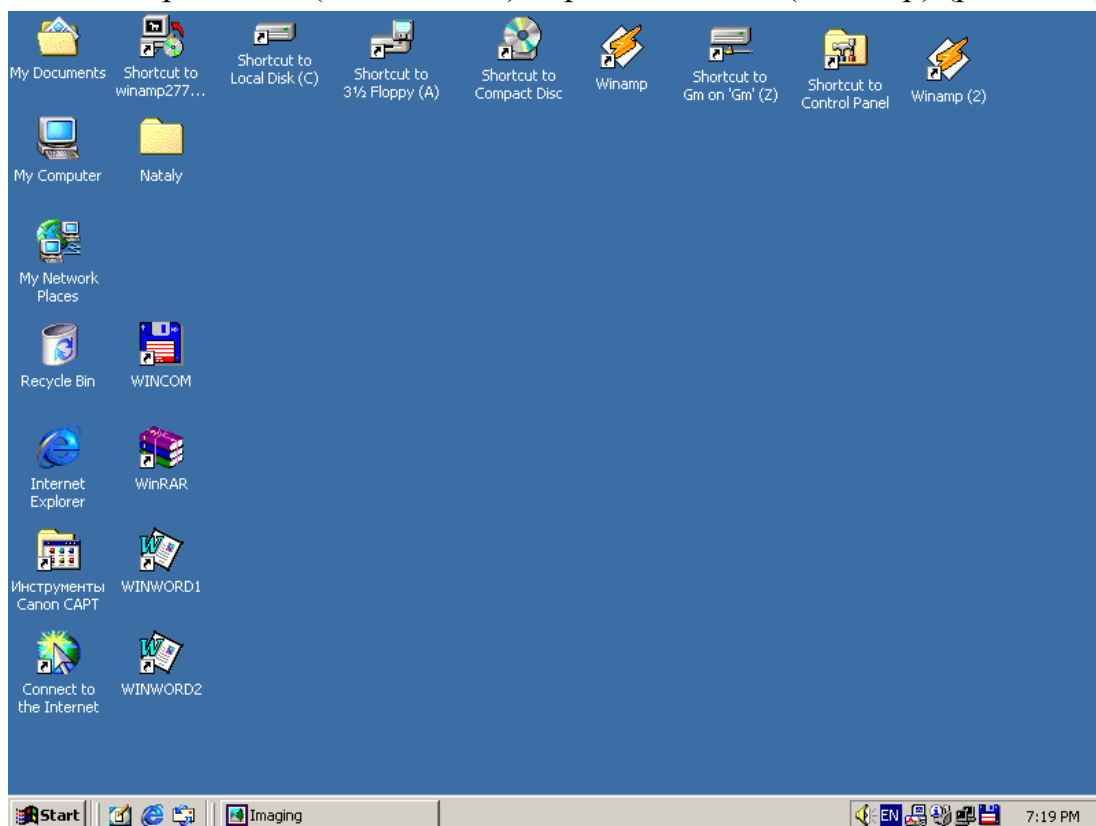 My Documents
Shortcut to
winamp277...
Shortcut to
Local Disk (C)
Shortcut to
3½ Floppy (A)
Shortcut to
Compact Disc
Winamp
Shortcut to
Gm on 'Gm' (Z)
Shortcut to
Control Panel
Winamp (2)
My Computer
Nataly
My Network
Places
Recycle Bin
WINCOM
Internet
Explorer
WinRAR
Инструменты
Canon CAPT
WINWORD1
Connect to
the Internet
WINWORD2
Start
Imaging
EN
7:19 PM